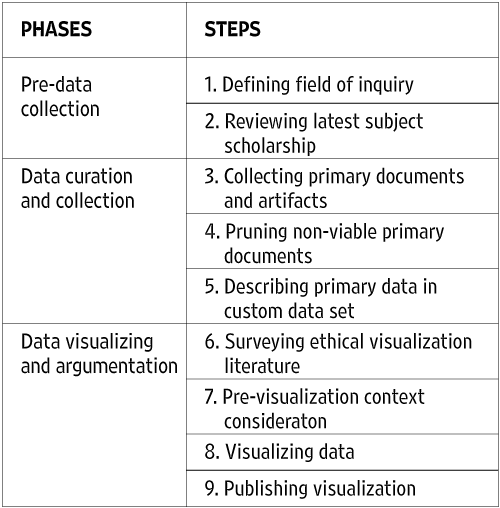 PHASES
STEPS
Pre-data
collection
1. Defining field of inquiry
2. Reviewing latest subject
scholarship
Data curation
and collection
3. Collecting primary documents
and artifacts
4. Pruning non-viable primary
documents
5. Describing primary data in
custom data set
Data visualizing
and argumentation
6. Surveying ethical visualization
literature
7. Pre-visualization context
consideraton
8. Visualizing data
9. Publishing visualization